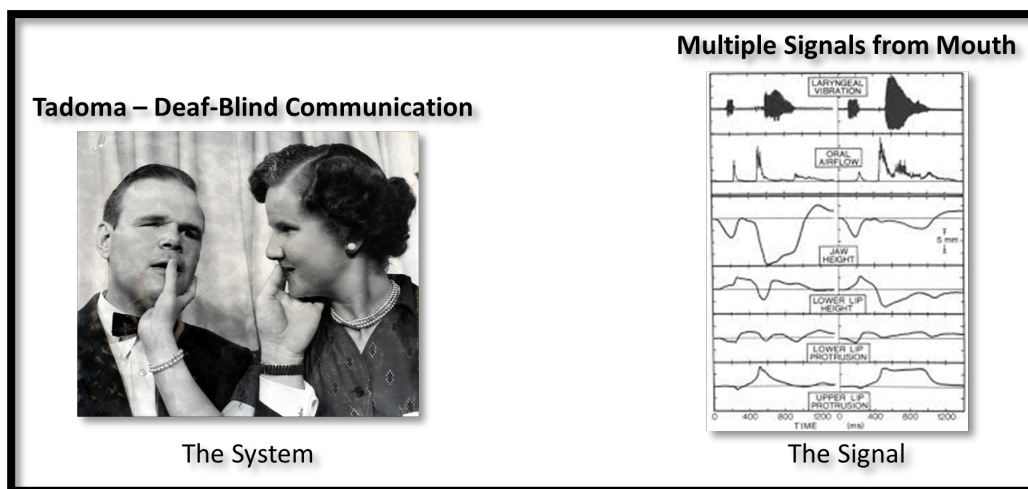 Multiple Signals from Mouth
Tadoma – Deaf-Blind Communication
LARYNGEAL
VIBRATION
ORAL
AIRFLOW
5 mm
JAW
HEIGHT
LOWER LIP
HEIGHT
LOWER LIP
PROTRUSION
UPPER LIP
PROTRUSION
0 400 800 1200 0 400 800 1200
TIME (ms)
The System
The Signal